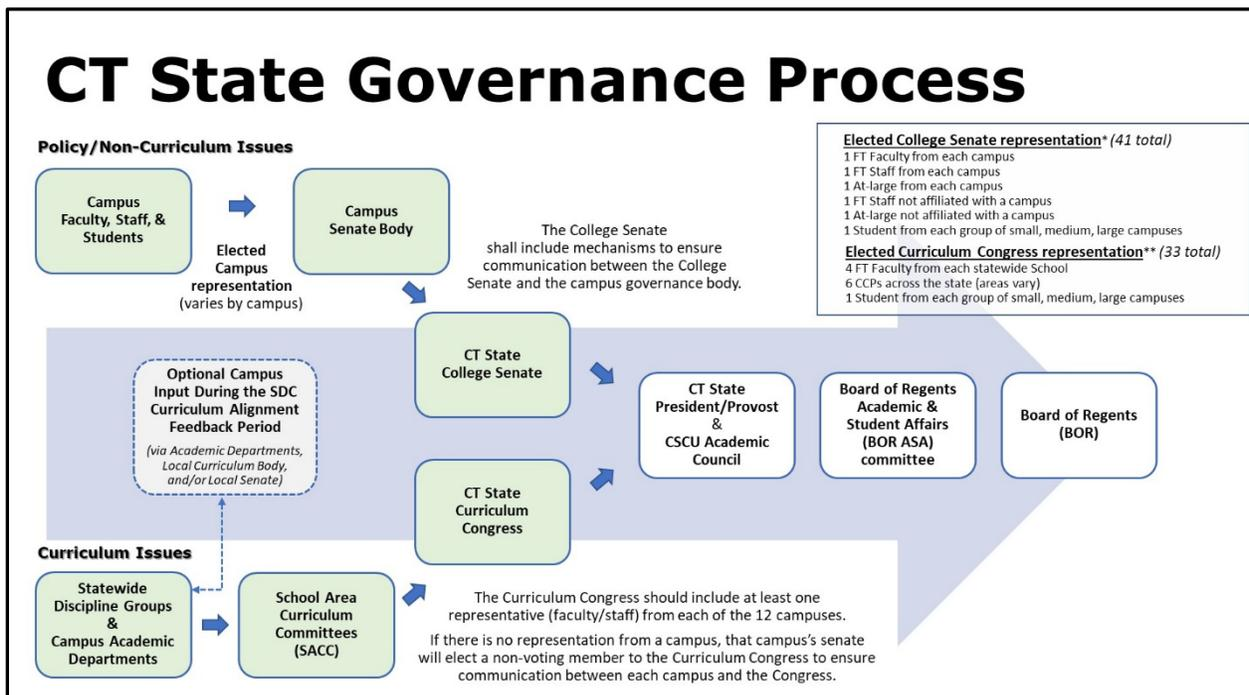 CT State Governance Process
Policy/Non-Curriculum Issues
Campus
Faculty, Staff, &
Students
Elected
Campus
representation
(varies by campus)
Campus
Senate Body
The College Senate
shall include mechanisms to ensure
communication between the College
Senate and the campus governance body.
Elected College Senate representation* (41 total)
1 FT Faculty from each campus
1 FT Staff from each campus
1 At-large from each campus
1 FT Staff not affiliated with a campus
1 At-large not affiliated with a campus
1 Student from each group of small, medium, large campuses
Elected Curriculum Congress representation** (33 total)
4 FT Faculty from each statewide School
6 CCPs across the state (areas vary)
1 Student from each group of small, medium, large campuses
CT State
College Senate
Optional Campus
Input During the SDC
Curriculum Alignment
Feedback Period
(via Academic Departments,
Local Curriculum Body,
and/or Local Senate)
CT State
President/Provost
&
CSCU Academic
Council
Board of Regents
Academic &
Student Affairs
(BOR ASA)
committee
Board of Regents
(BOR)
CT State
Curriculum
Congress
Curriculum Issues
Statewide
Discipline Groups
&
Campus Academic
Departments
School Area
Curriculum
Committees
(SACC)
The Curriculum Congress should include at least one
representative (faculty/staff) from each of the 12 campuses.
If there is no representation from a campus, that campus's senate
will elect a non-voting member to the Curriculum Congress to ensure
communication between each campus and the Congress.